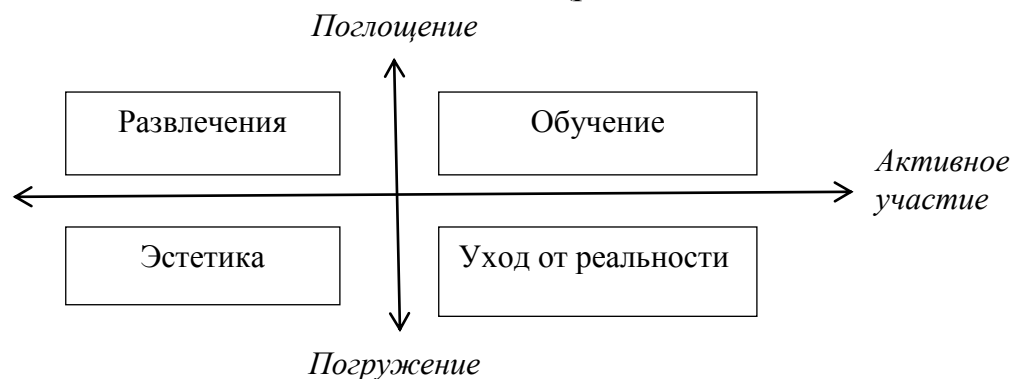 Поглощение
Развлечения
Обучение
Активное
участие
Эстетика
Уход от реальности
Погружение